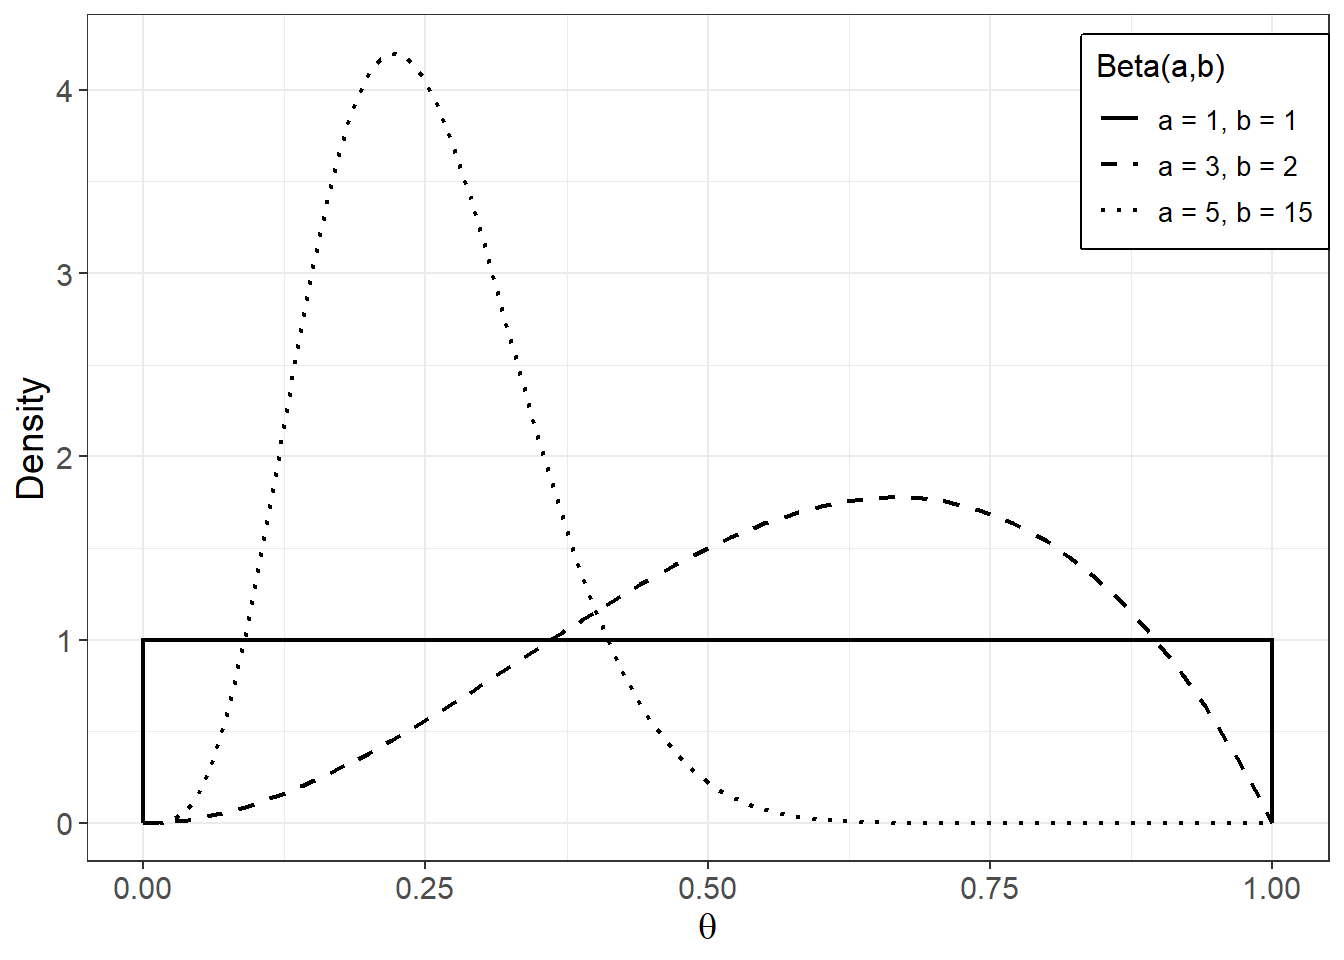 Beta(a,b)
a = 1, b = 1
a = 3, b = 2
a = 5, b = 15
Density
4
3
2
1
0
0.00 0.25 0.50 0.75 1.00
θ